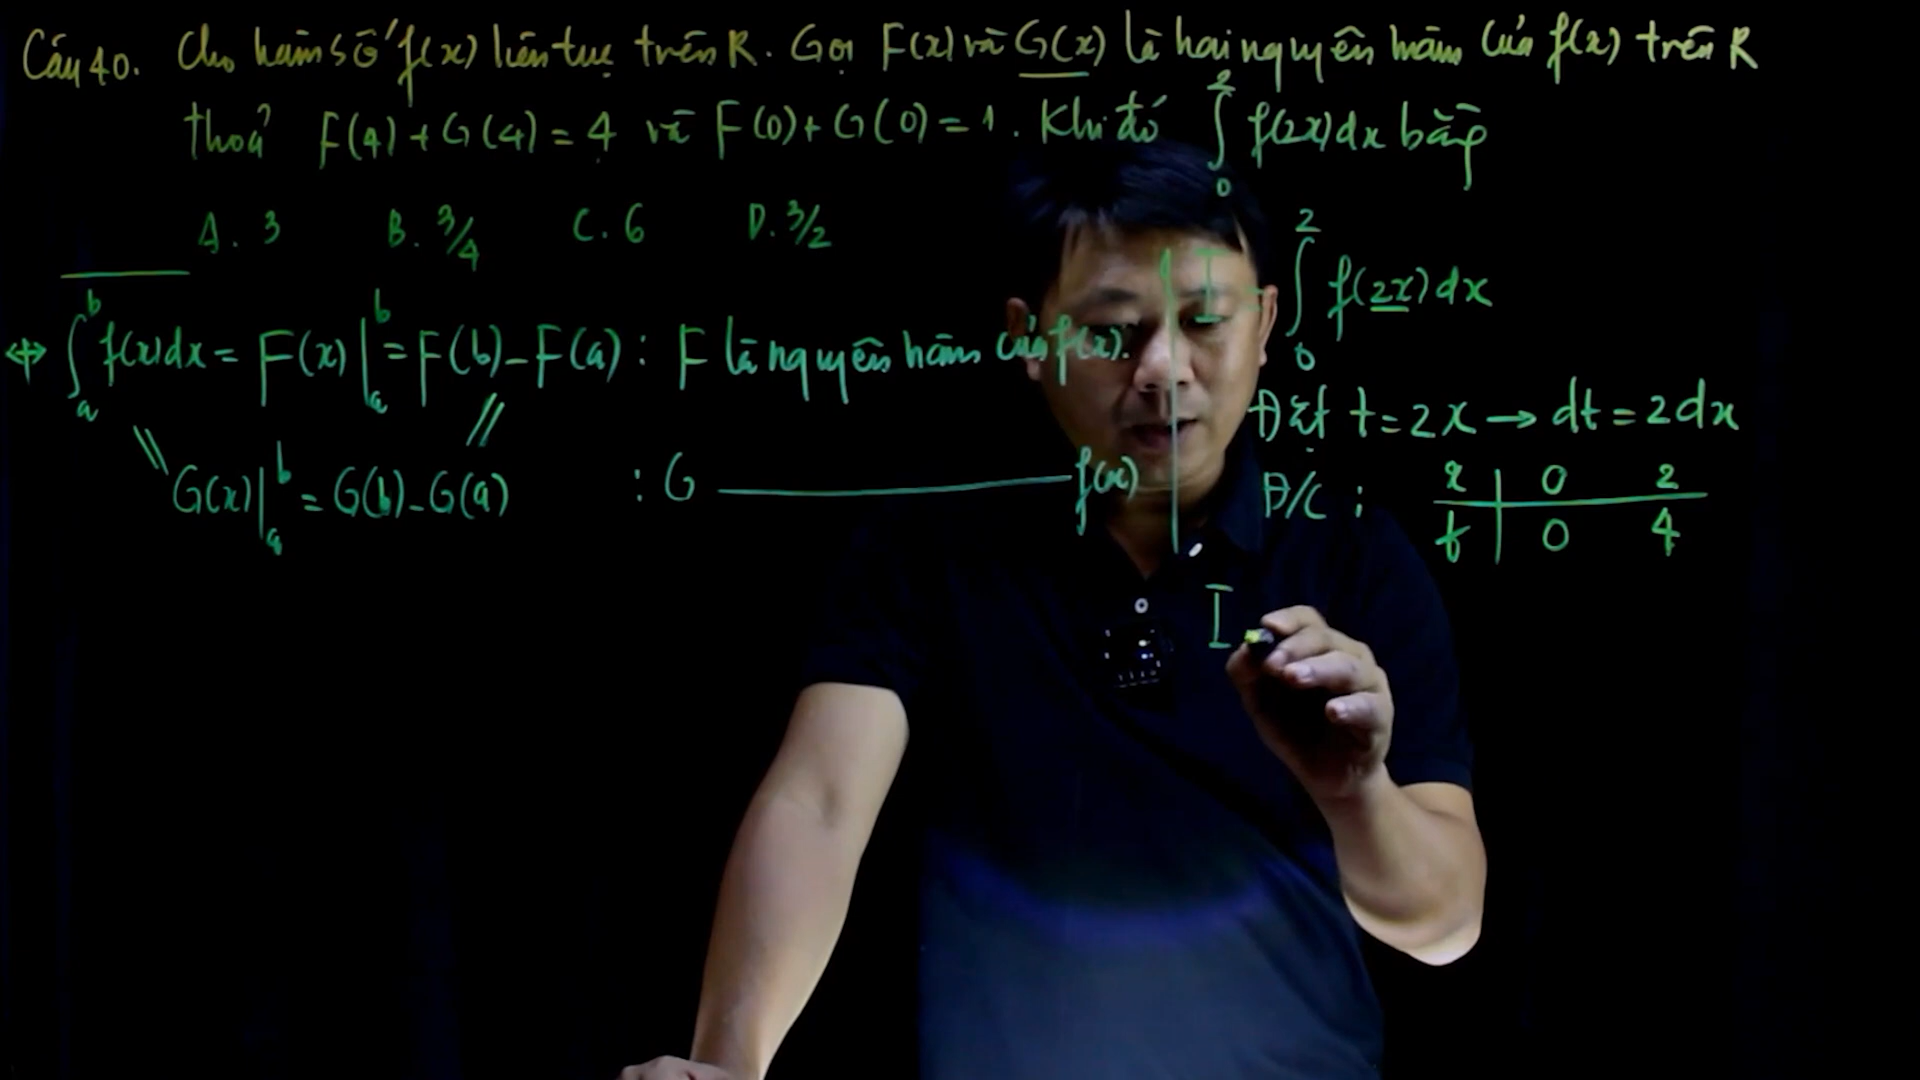 Câu 40. Cho hàm số f(x) liên tục trên R. Gọi F(x) và G(x) là hai nguyên hàm của f(x) trên R
thoả F(4) + G(4) = 4 và F(0) + G(0) = 1. Khi đó ∫₀² f(2x)dx bằng
A. 3 B. 3/4 C. 6 D. 3/2
∫ₐᵇ f(x)dx = F(x)|ₐᵇ = F(b) - F(a) : F là nguyên hàm của f(x).
G(x)|ₐᵇ = G(b) - G(a) : G ——— f(x)
I = ∫₀² f(2x)dx
Đặt t = 2x → dt = 2dx
Đ/C : x | 0 2
t | 0 4
I